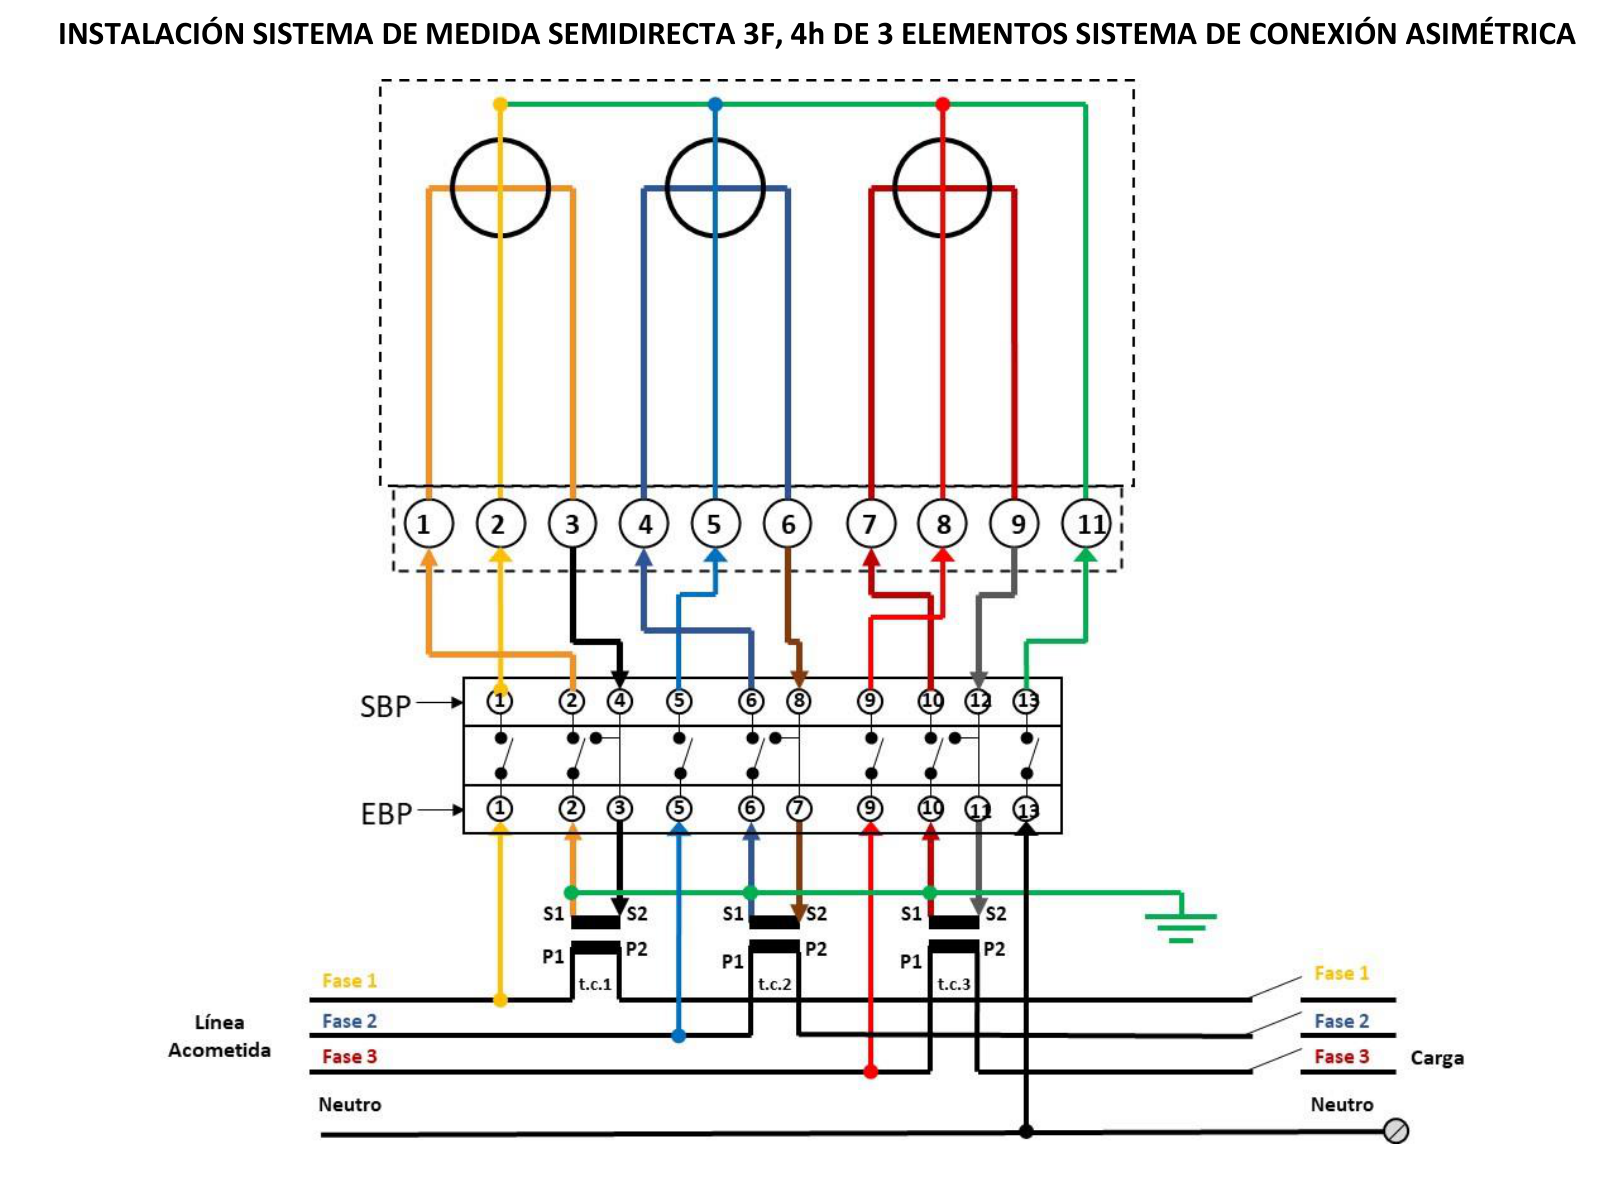 INSTALACIÓN SISTEMA DE MEDIDA SEMIDIRECTA 3F, 4h DE 3 ELEMENTOS SISTEMA DE CONEXIÓN ASIMÉTRICA
1 2 3 4 5 6 7 8 9 11
SBP 1 2 4 5 6 8 9 10 12 13
EBP 1 2 3 5 6 7 9 10 11 13
S1 S2 S1 S2 S1 S2
P1 P2 P1 P2 P1 P2
t.c.1 t.c.2 t.c.3
Fase 1 Fase 1
Línea
Acometida
Fase 2 Fase 2
Fase 3 Fase 3 Carga
Neutro Neutro